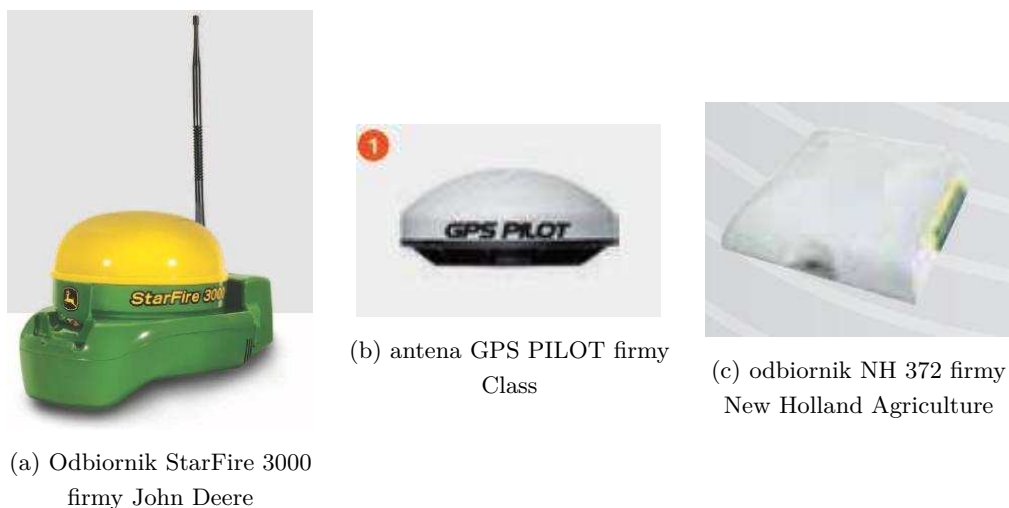 StarFire 3000
(a) Odbiornik StarFire 3000
firmy John Deere
1
GPS PILOT
(b) antena GPS PILOT firmy
Class
(c) odbiornik NH 372 firmy
New Holland Agriculture